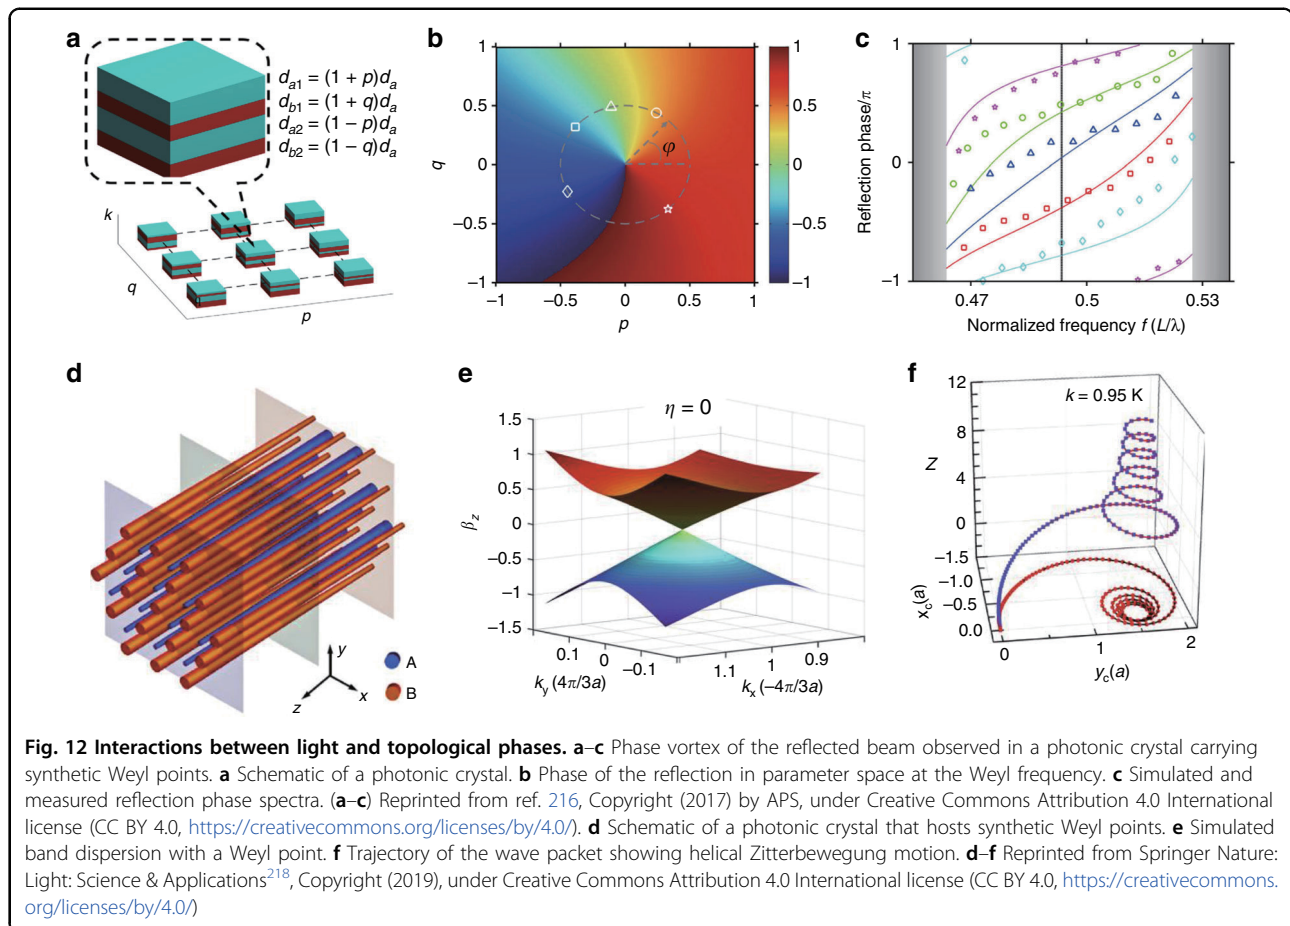 a
d_a1 = (1 + p)d_a
d_b1 = (1 + q)d_a
d_a2 = (1 − p)d_a
d_b2 = (1 − q)d_a
k
q
p
b
1
0.5
0
−0.5
−1
q
−1
−0.5
0
0.5
1
p
φ
1
0.5
0
−0.5
−1
c
Reflection phase/π
1
0
−1
0.47
0.5
0.53
Normalized frequency f (L/λ)
d
y
x
z
A
B
e
η = 0
β_z
1.5
1
0.5
0
−0.5
−1
−1.5
0.1
0
−0.1
k_y (4π/3a)
1.1
1
0.9
k_x (−4π/3a)
f
k = 0.95 K
Z
12
8
4
0
−1.5
−1.0
−0.5
0.0
x_c(a)
0
1
2
y_c(a)
Fig. 12 Interactions between light and topological phases. a–c Phase vortex of the reflected beam observed in a photonic crystal carrying
synthetic Weyl points. a Schematic of a photonic crystal. b Phase of the reflection in parameter space at the Weyl frequency. c Simulated and
measured reflection phase spectra. (a–c) Reprinted from ref. 216, Copyright (2017) by APS, under Creative Commons Attribution 4.0 International
license (CC BY 4.0, https://creativecommons.org/licenses/by/4.0/). d Schematic of a photonic crystal that hosts synthetic Weyl points. e Simulated
band dispersion with a Weyl point. f Trajectory of the wave packet showing helical Zitterbewegung motion. d–f Reprinted from Springer Nature:
Light: Science & Applications218, Copyright (2019), under Creative Commons Attribution 4.0 International license (CC BY 4.0, https://creativecommons.
org/licenses/by/4.0/)